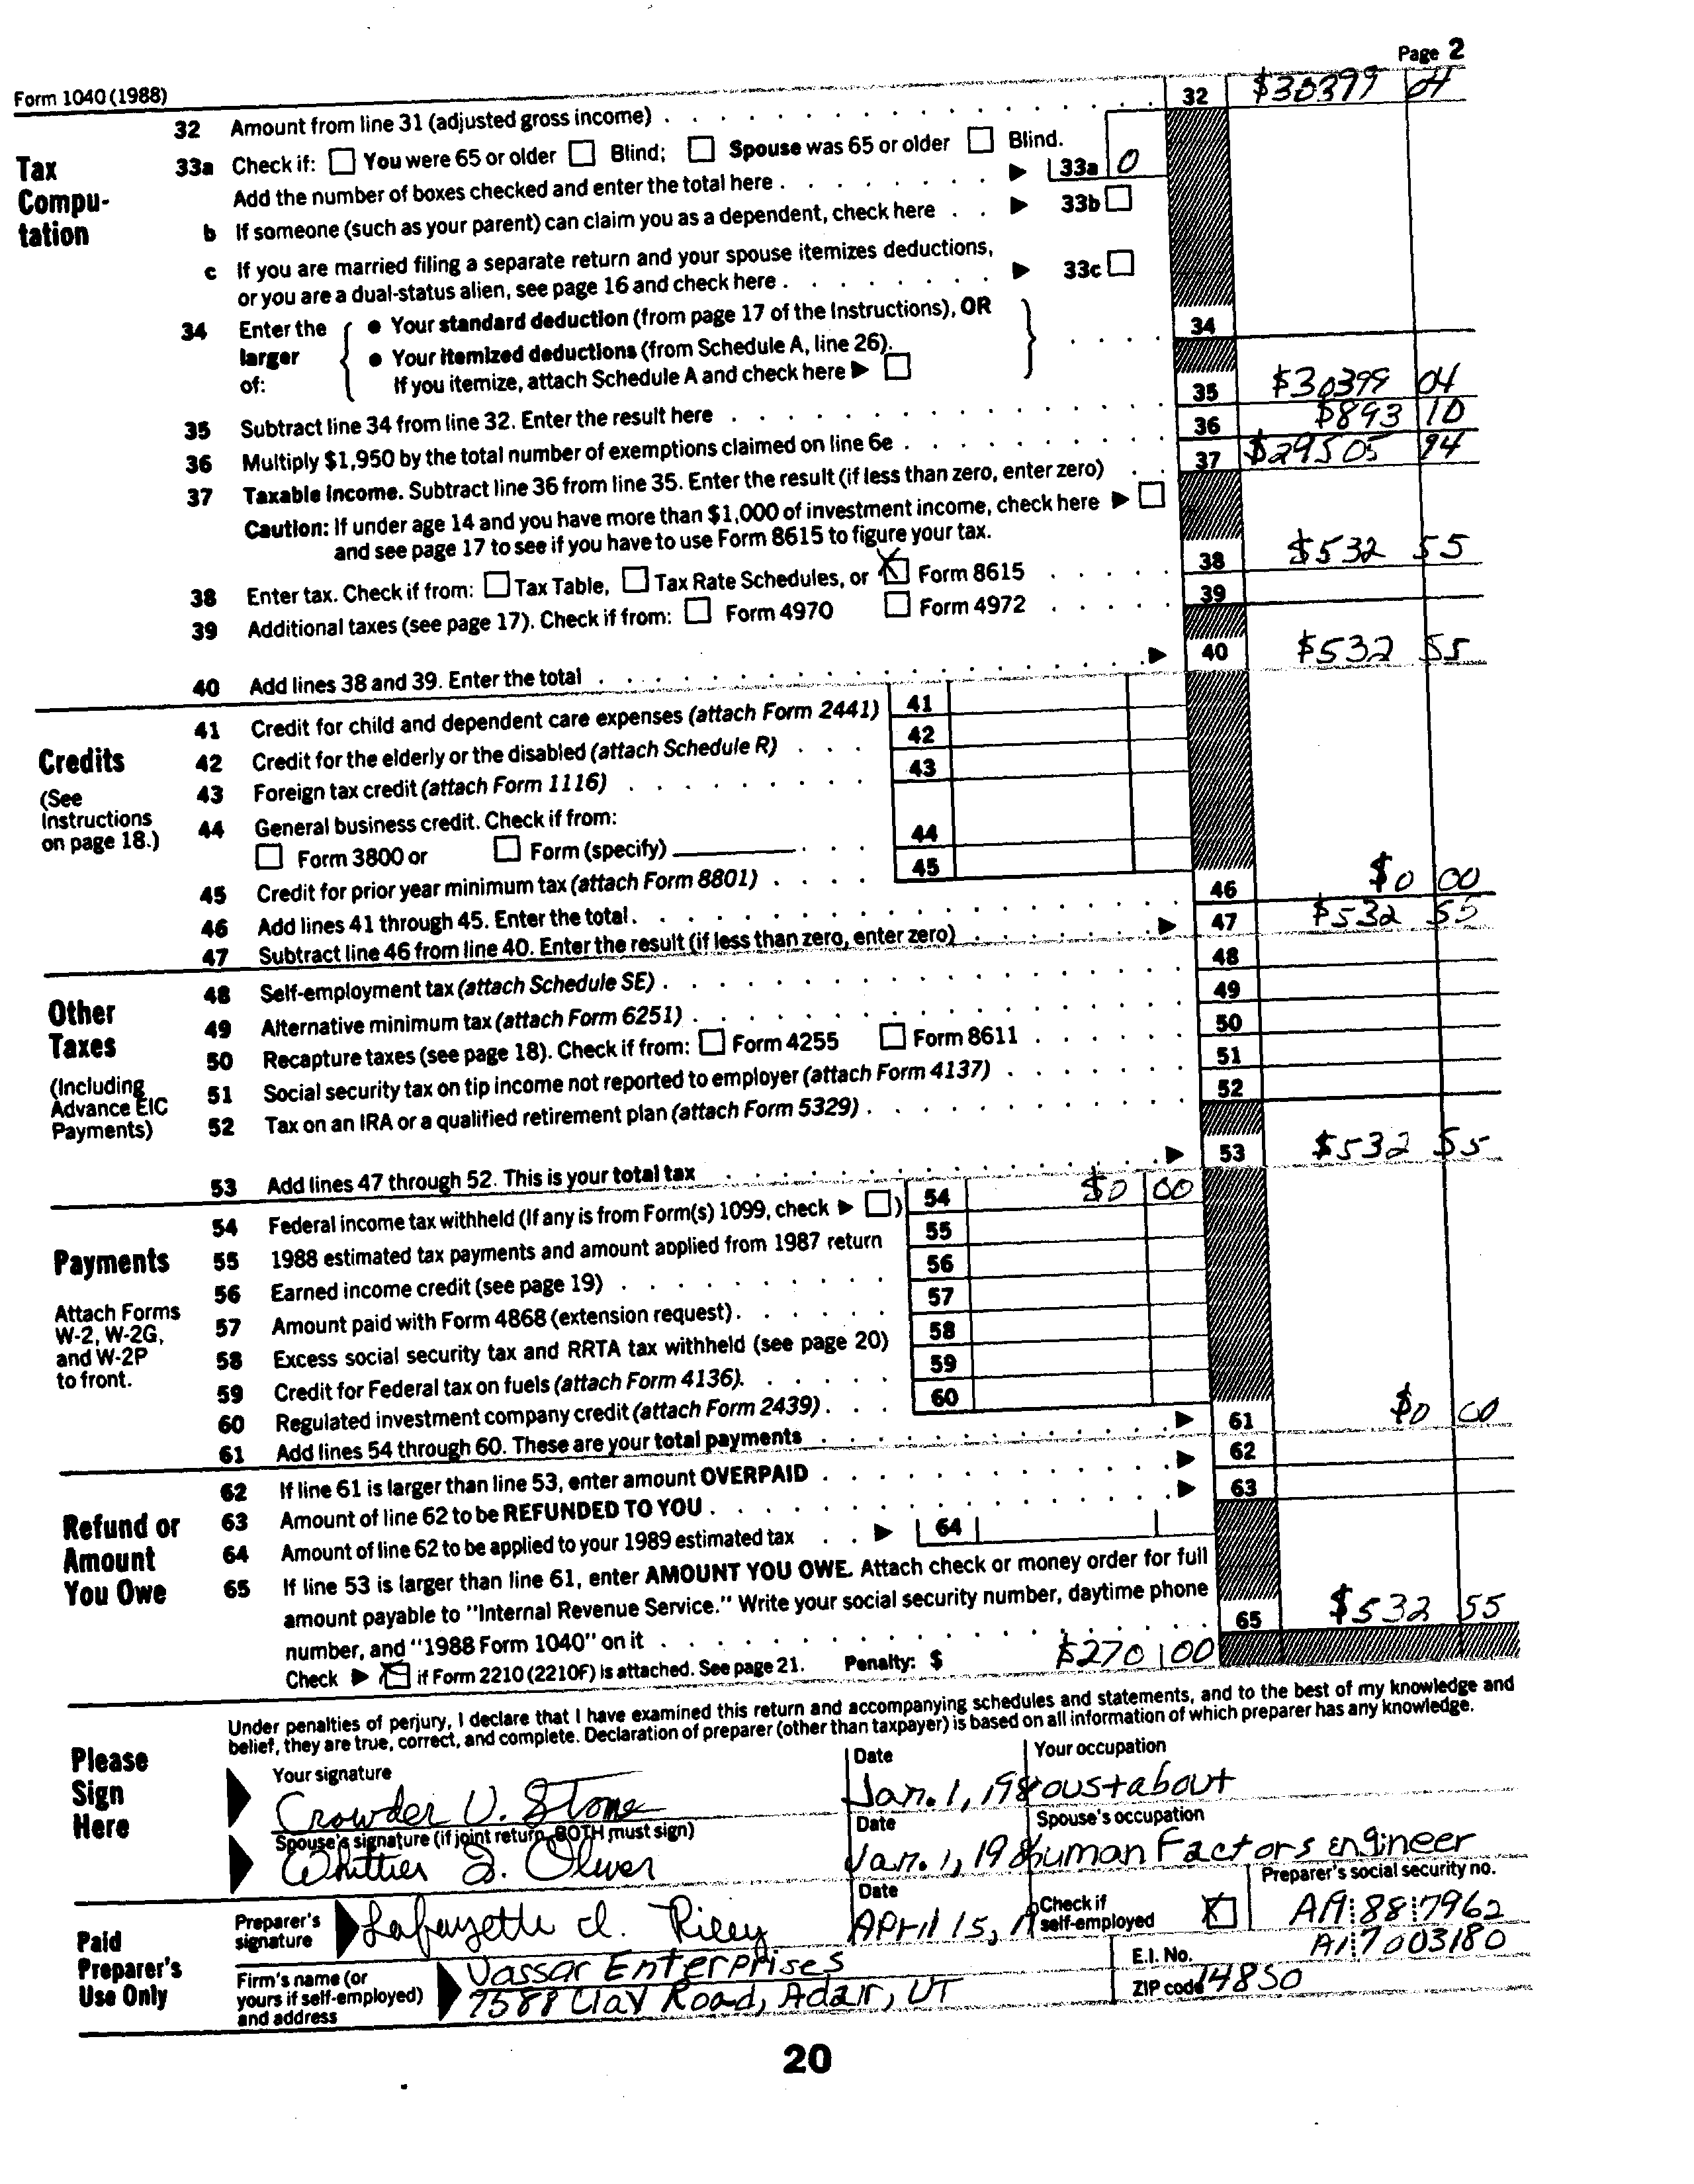 Page 2
Form 1040 (1988)
32 Amount from line 31 (adjusted gross income) 32 $30399 04
Tax Compu-tation
33a Check if: You were 65 or older Blind; Spouse was 65 or older Blind.
Add the number of boxes checked and enter the total here 33a 0
b If someone (such as your parent) can claim you as a dependent, check here 33b
c If you are married filing a separate return and your spouse itemizes deductions,
or you are a dual-status alien, see page 16 and check here 33c
34 Enter the larger of: { • Your standard deduction (from page 17 of the Instructions), OR
• Your itemized deductions (from Schedule A, line 26).
If you itemize, attach Schedule A and check here } 34
35 Subtract line 34 from line 32. Enter the result here 35 $30399 04
36 Multiply $1,950 by the total number of exemptions claimed on line 6e 36 $893 10
37 Taxable income. Subtract line 36 from line 35. Enter the result (if less than zero, enter zero) 37 $29505 94
Caution: If under age 14 and you have more than $1,000 of investment income, check here
and see page 17 to see if you have to use Form 8615 to figure your tax.
38 Enter tax. Check if from: Tax Table, Tax Rate Schedules, or X Form 8615 38 $532 55
39 Additional taxes (see page 17). Check if from: Form 4970 Form 4972 39
40 Add lines 38 and 39. Enter the total 40 $532 55
Credits
(See Instructions on page 18.)
41 Credit for child and dependent care expenses (attach Form 2441) 41
42 Credit for the elderly or the disabled (attach Schedule R) 42
43 Foreign tax credit (attach Form 1116) 43
44 General business credit. Check if from:
Form 3800 or Form (specify) 44
45 Credit for prior year minimum tax (attach Form 8801) 45
46 Add lines 41 through 45. Enter the total. 46 $0 00
47 Subtract line 46 from line 40. Enter the result (if less than zero, enter zero) 47 $532 55
Other Taxes
(Including Advance EIC Payments)
48 Self-employment tax (attach Schedule SE) 48
49 Alternative minimum tax (attach Form 6251) 49
50 Recapture taxes (see page 18). Check if from: Form 4255 Form 8611 50
51 Social security tax on tip income not reported to employer (attach Form 4137) 51
52 Tax on an IRA or a qualified retirement plan (attach Form 5329) 52
53 Add lines 47 through 52. This is your total tax 53 $532 55
Payments
Attach Forms W-2, W-2G, and W-2P to front.
54 Federal income tax withheld (If any is from Form(s) 1099, check ) 54 $0 00
55 1988 estimated tax payments and amount applied from 1987 return 55
56 Earned income credit (see page 19) 56
57 Amount paid with Form 4868 (extension request) 57
58 Excess social security tax and RRTA tax withheld (see page 20) 58
59 Credit for Federal tax on fuels (attach Form 4136). 59
60 Regulated investment company credit (attach Form 2439) 60
61 Add lines 54 through 60. These are your total payments 61 $0 00
Refund or Amount You Owe
62 If line 61 is larger than line 53, enter amount OVERPAID 62
63 Amount of line 62 to be REFUNDED TO YOU 63
64 Amount of line 62 to be applied to your 1989 estimated tax 64
65 If line 53 is larger than line 61, enter AMOUNT YOU OWE. Attach check or money order for full
amount payable to "Internal Revenue Service." Write your social security number, daytime phone
number, and "1988 Form 1040" on it 65 $532 55
Check X if Form 2210 (2210F) is attached. See page 21. Penalty: $ $270 00
Under penalties of perjury, I declare that I have examined this return and accompanying schedules and statements, and to the best of my knowledge and
belief, they are true, correct, and complete. Declaration of preparer (other than taxpayer) is based on all information of which preparer has any knowledge.
Please Sign Here
Your signature Date Your occupation
Crowder V. Stone Jan. 1, 198 oustabout
Spouse's signature (if joint return, BOTH must sign) Date Spouse's occupation
Whittier J. Oliver Jan. 1, 198 human Factors engineer
Paid Preparer's Use Only
Preparer's signature Date Check if self-employed X Preparer's social security no.
Lafayette d. Riley April 15, 1 A19 88 7962
Firm's name (or yours if self-employed) and address
Vassar Enterprises E.I. No. A1 7003180
7588 Clay Road, Adair, UT ZIP code 14850
20